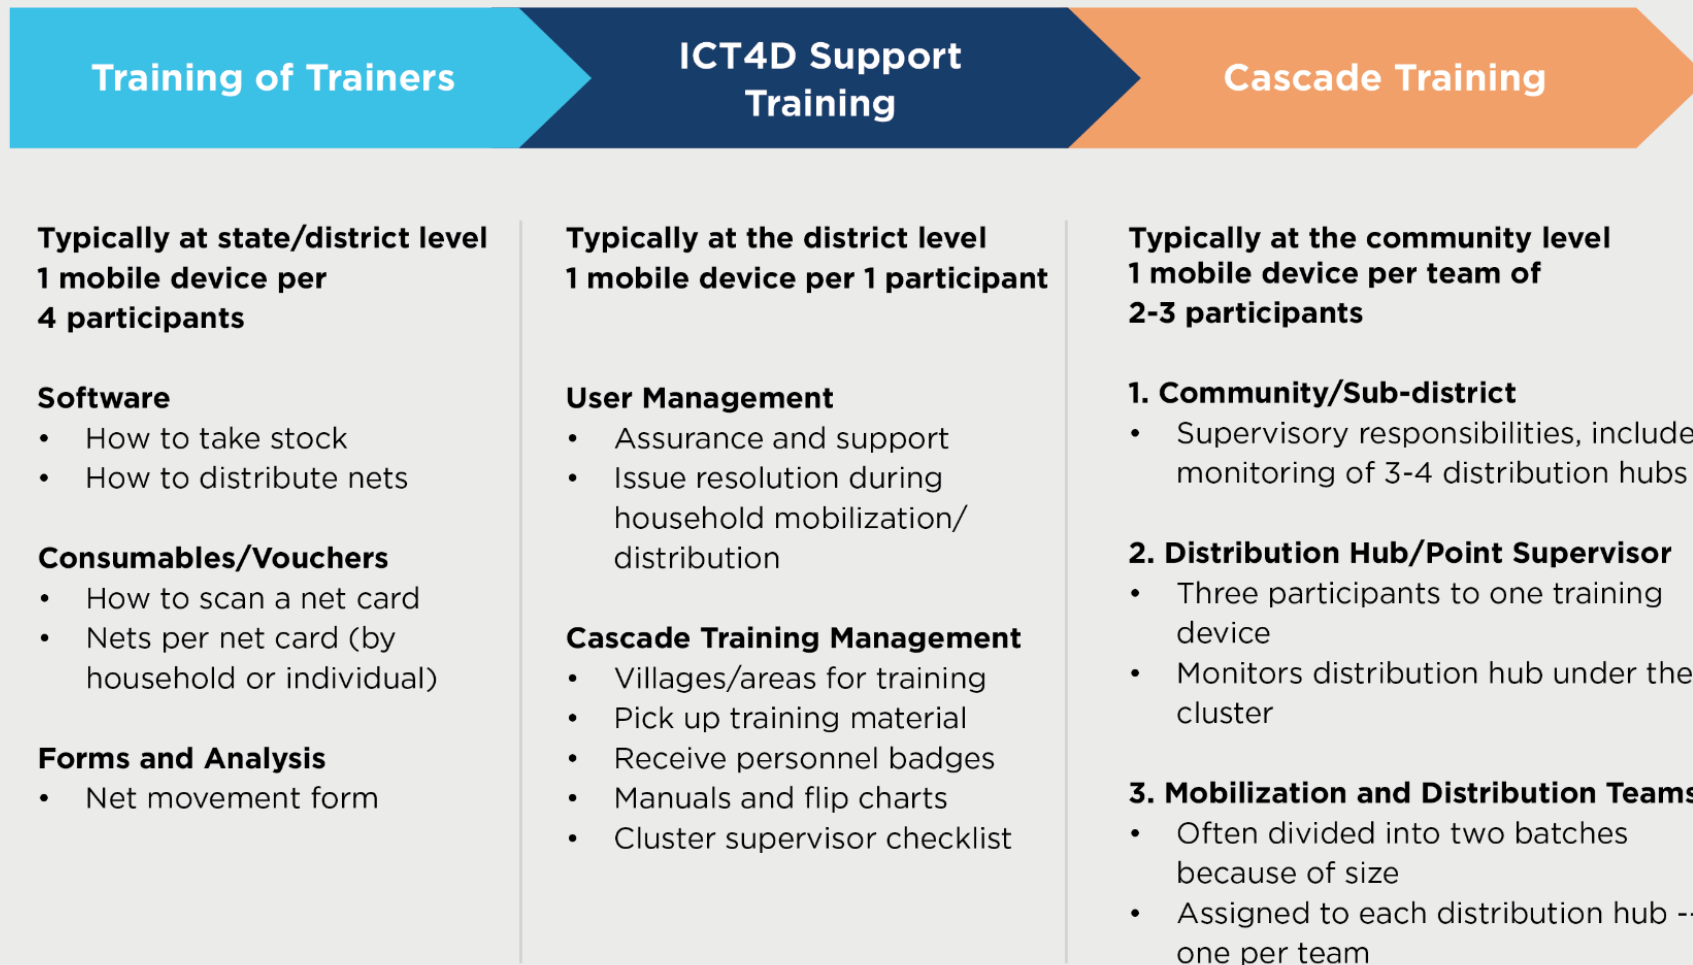 Training of Trainers
ICT4D Support
Training
Cascade Training
Typically at state/district level
1 mobile device per
4 participants
Software
• How to take stock
• How to distribute nets
Consumables/Vouchers
• How to scan a net card
• Nets per net card (by
household or individual)
Forms and Analysis
• Net movement form
Typically at the district level
1 mobile device per 1 participant
User Management
• Assurance and support
• Issue resolution during
household mobilization/
distribution
Cascade Training Management
• Villages/areas for training
• Pick up training material
• Receive personnel badges
• Manuals and flip charts
• Cluster supervisor checklist
Typically at the community level
1 mobile device per team of
2-3 participants
1. Community/Sub-district
• Supervisory responsibilities, include
monitoring of 3-4 distribution hubs
2. Distribution Hub/Point Supervisor
• Three participants to one training
device
• Monitors distribution hub under the
cluster
3. Mobilization and Distribution Teams
• Often divided into two batches
because of size
• Assigned to each distribution hub --
one per team